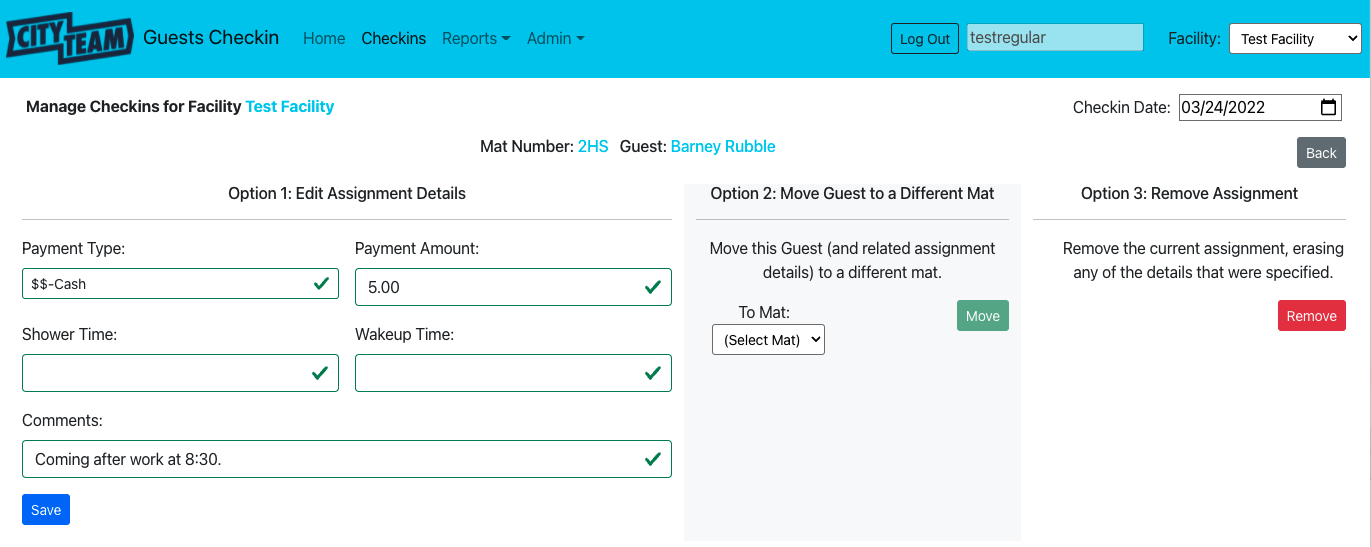 CITY TEAM Guests Checkin Home Checkins Reports Admin Log Out testregular Facility: Test Facility
Manage Checkins for Facility Test Facility Checkin Date: 03/24/2022
Mat Number: 2HS Guest: Barney Rubble Back
Option 1: Edit Assignment Details
Payment Type: Payment Amount:
$$-Cash 5.00
Shower Time: Wakeup Time:
Comments:
Coming after work at 8:30.
Save
Option 2: Move Guest to a Different Mat
Move this Guest (and related assignment
details) to a different mat.
To Mat: Move
(Select Mat)
Option 3: Remove Assignment
Remove the current assignment, erasing
any of the details that were specified.
Remove